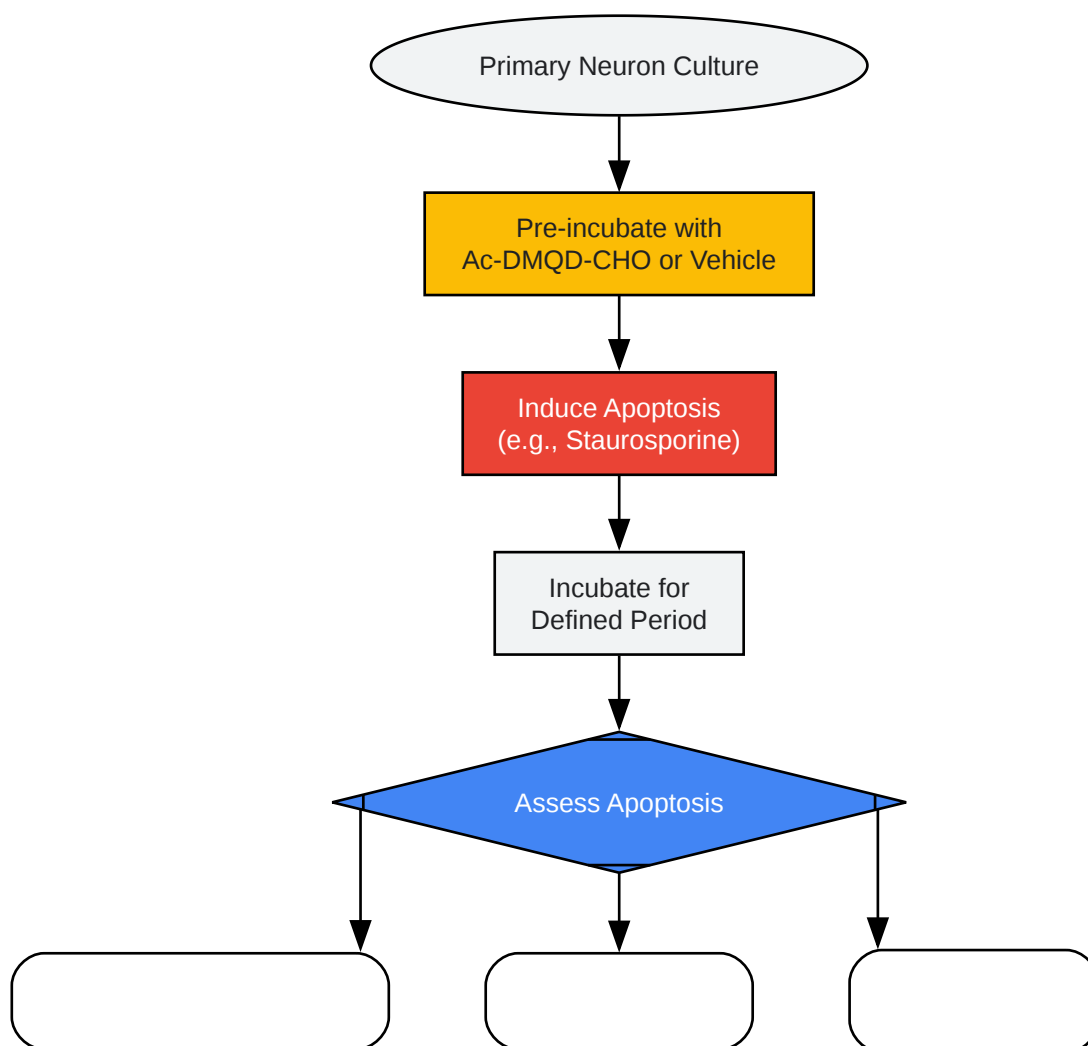 Primary Neuron Culture
Pre-incubate with
Ac-DMQD-CHO or Vehicle
Induce Apoptosis
(e.g., Staurosporine)
Incubate for
Defined Period
Assess Apoptosis